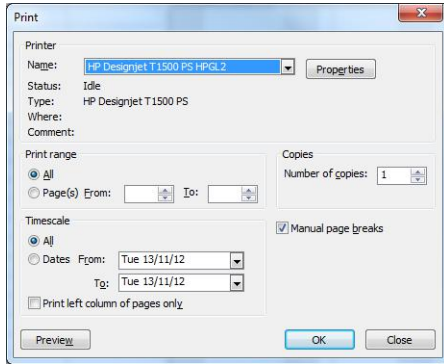 Print
Printer
Name: HP Designjet T1500 PS HPGL2 Properties
Status: Idle
Type: HP Designjet T1500 PS
Where:
Comment:
Print range
All
Page(s) From: To:
Copies
Number of copies: 1
Timescale
All
Dates From: Tue 13/11/12
To: Tue 13/11/12
Print left column of pages only
Manual page breaks
Preview OK Close